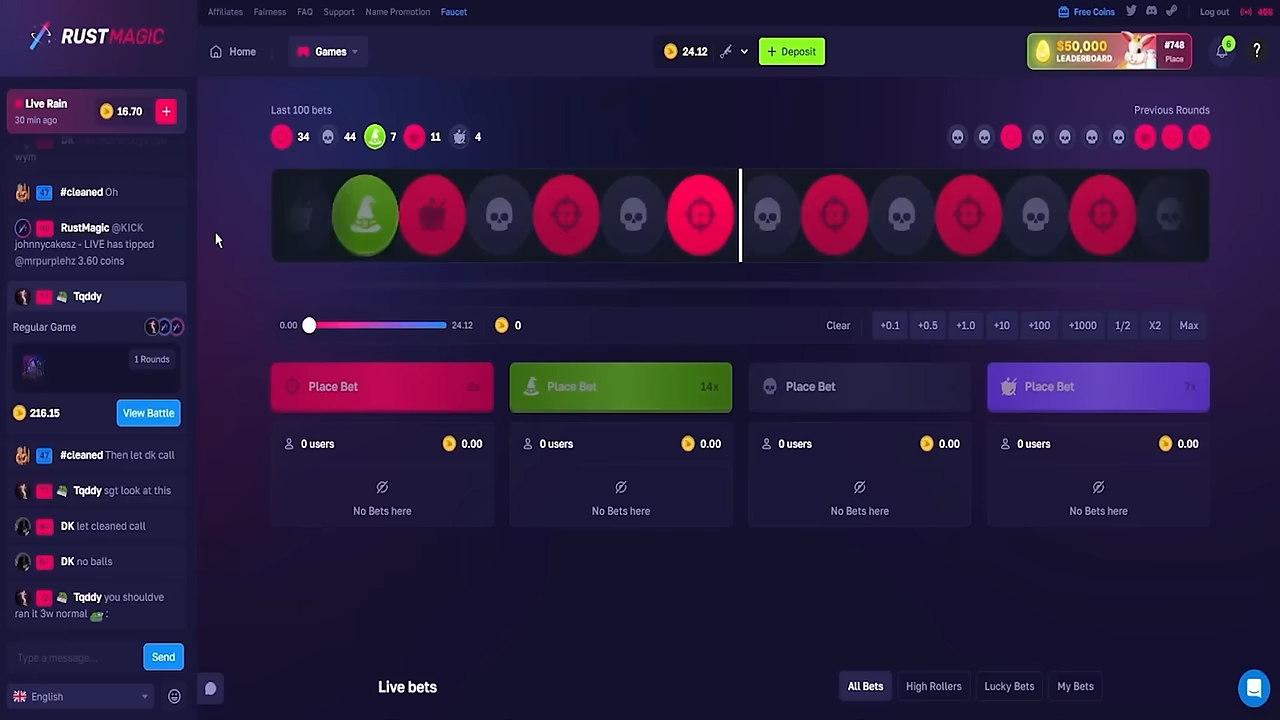 Affiliates Fairness FAQ Support Name Promotion Faucet
Free Coins Log out 408
RUSTMAGIC
Home Games 24.12 + Deposit
$50,000 LEADERBOARD #748 Place 6 ?
Live Rain
30 min ago
16.70 +
wym
47 #cleaned Oh
RustMagic @KICK
johnnycakesz - LIVE has tipped
@mrpurplehz 3.60 coins
Tqddy
Regular Game
1 Rounds
216.15 View Battle
47 #cleaned Then let dk call
Tqddy sgt look at this
DK let cleaned call
DK no balls
Tqddy you shouldve
ran it 3w normal :
Type a message... Send
English
Last 100 bets Previous Rounds
34 44 7 11 4
0.00 24.12 0 Clear +0.1 +0.5 +1.0 +10 +100 +1000 1/2 X2 Max
Place Bet 2x Place Bet 14x Place Bet Place Bet 7x
0 users 0.00 0 users 0.00 0 users 0.00 0 users 0.00
No Bets here No Bets here No Bets here No Bets here
Live bets All Bets High Rollers Lucky Bets My Bets